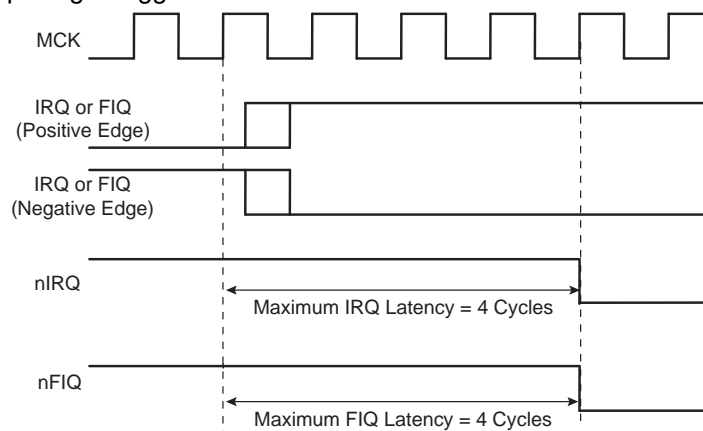 MCK
IRQ or FIQ
(Positive Edge)
IRQ or FIQ
(Negative Edge)
nIRQ
Maximum IRQ Latency = 4 Cycles
nFIQ
Maximum FIQ Latency = 4 Cycles